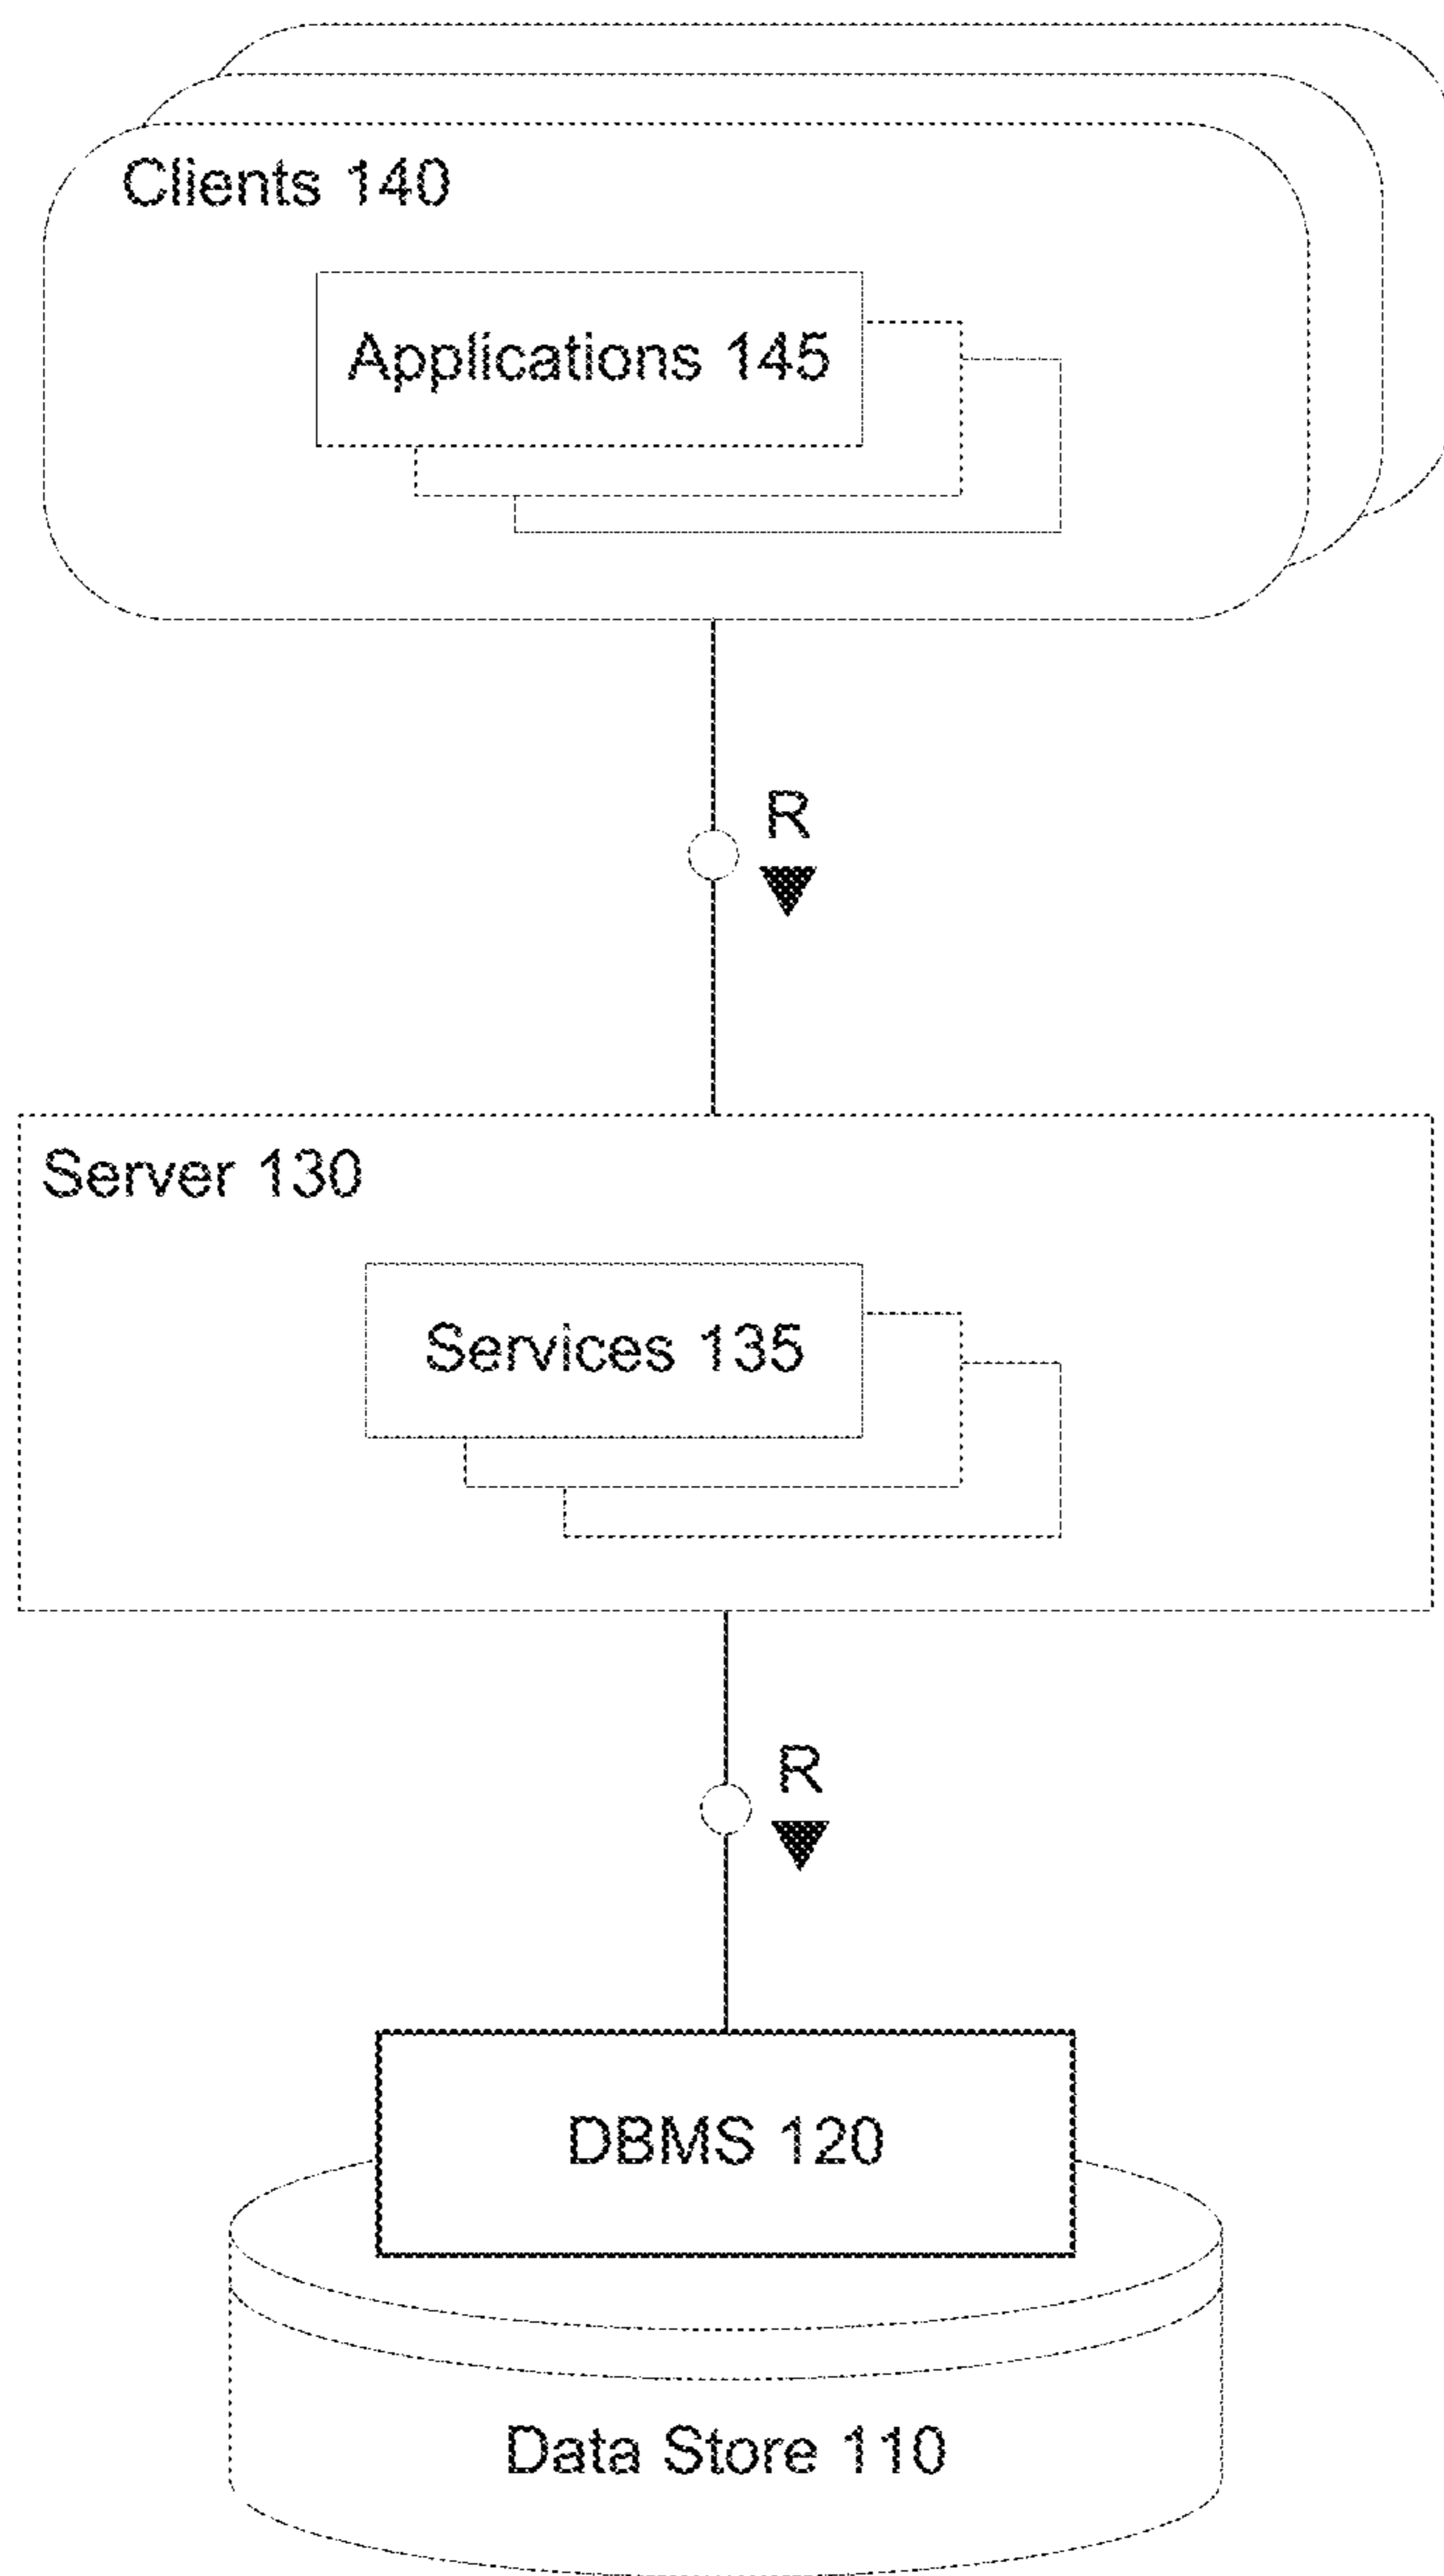 Clients 140
Applications 145
R
Server 130
Services 135
R
DBMS 120
Data Store 110